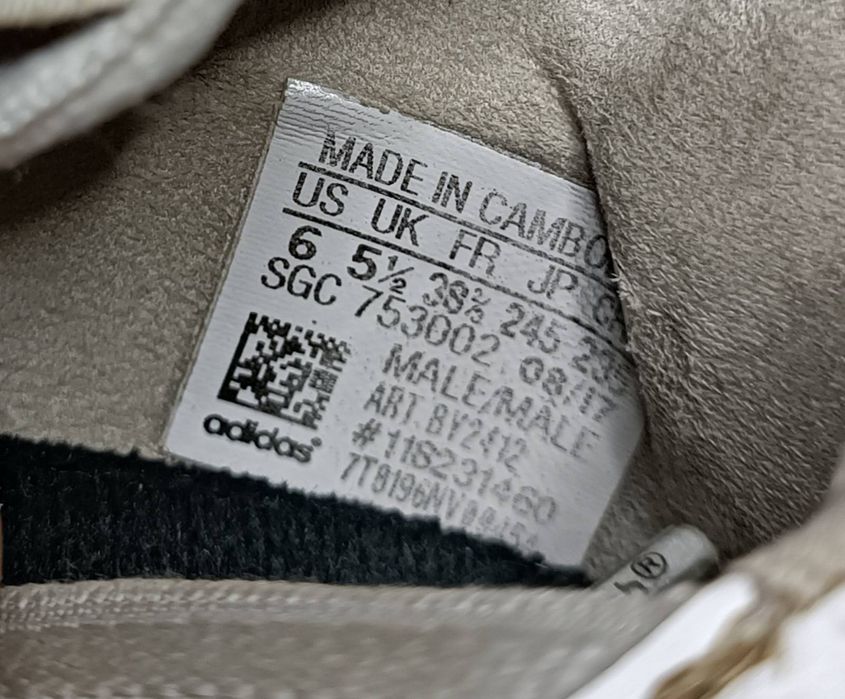 MADE IN CAMBO
US UK FR JP
6 5½ 38⅔ 245
SGC 753002 08/17
MALE/MALE
ART. BY2412
#116231460
adidas